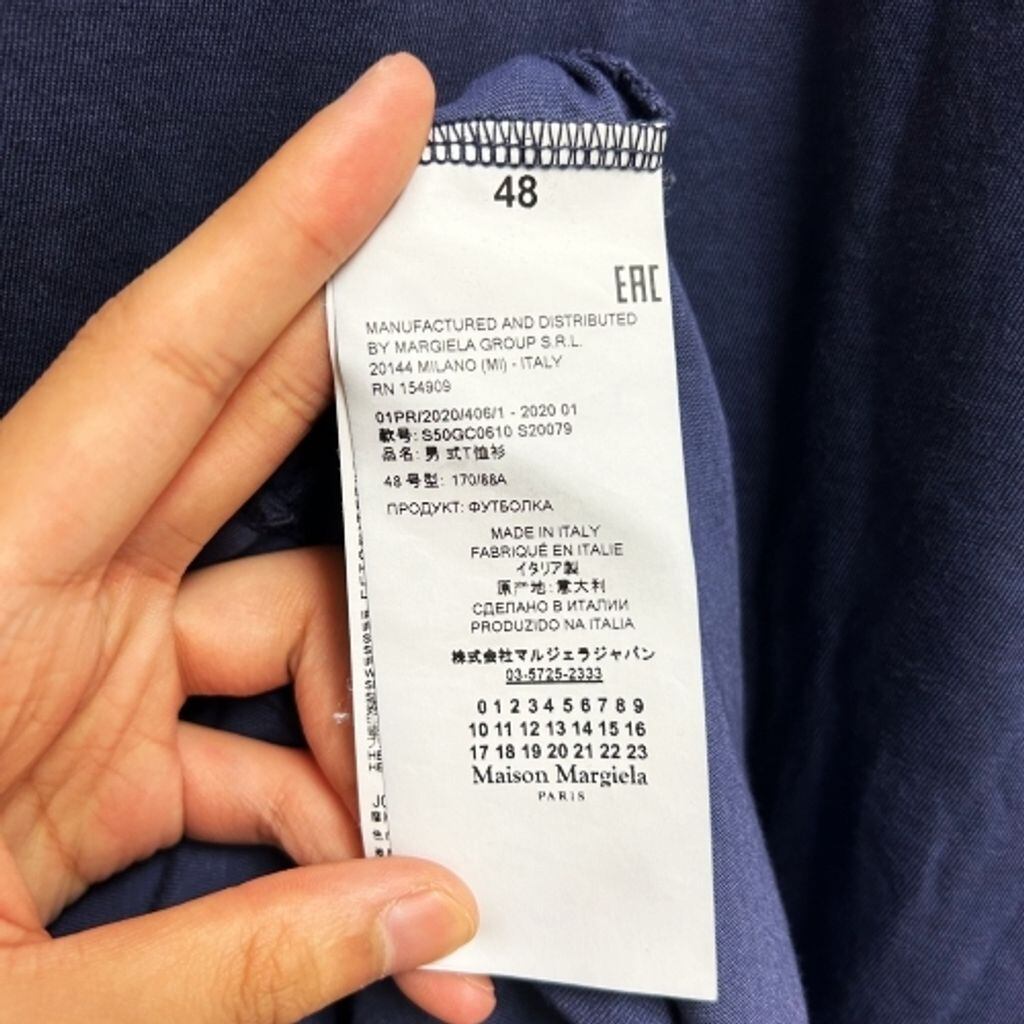 48
EAC
MANUFACTURED AND DISTRIBUTED
BY MARGIELA GROUP S.R.L.
20144 MILANO (MI) - ITALY
RN 154909
01PR/2020/406/1 - 2020 01
款号: S50GC0610 S20079
品名: 男 式T恤衫
48 号型: 170/88A
ПРОДУКТ: ФУТБОЛКА
MADE IN ITALY
FABRIQUÉ EN ITALIE
イタリア製
原产地: 意大利
СДЕЛАНО В ИТАЛИИ
PRODUZIDO NA ITALIA
株式会社マルジェラジャパン
03-5725-2333
0 1 2 3 4 5 6 7 8 9
10 11 12 13 14 15 16
17 18 19 20 21 22 23
Maison Margiela
PARIS